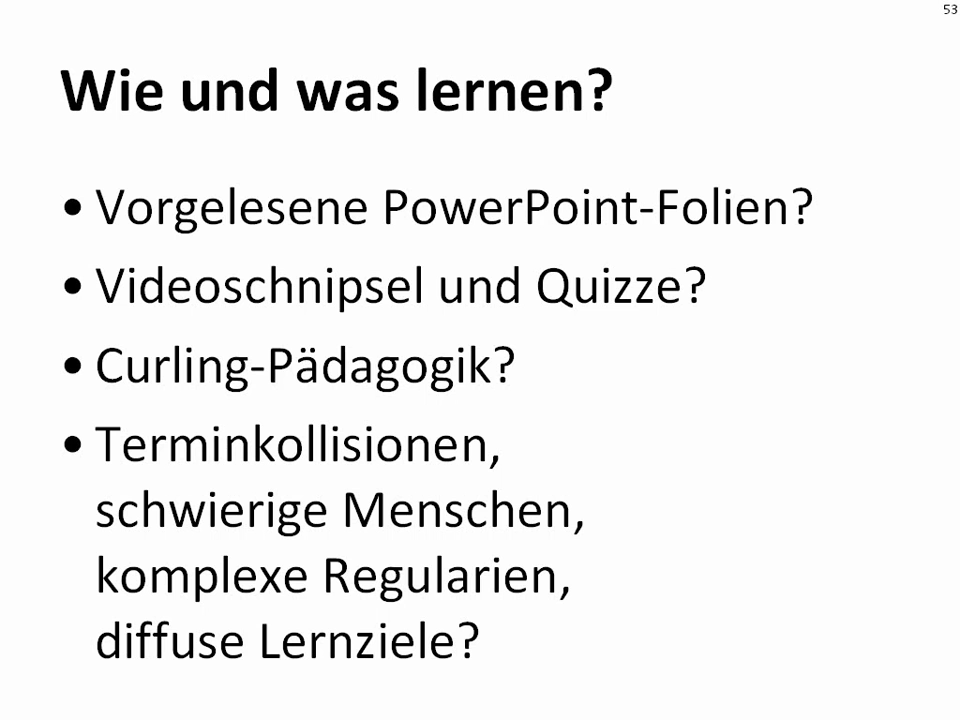 53
Wie und was lernen?
• Vorgelesene PowerPoint-Folien?
• Videoschnipsel und Quizze?
• Curling-Pädagogik?
• Terminkollisionen,
schwierige Menschen,
komplexe Regularien,
diffuse Lernziele?